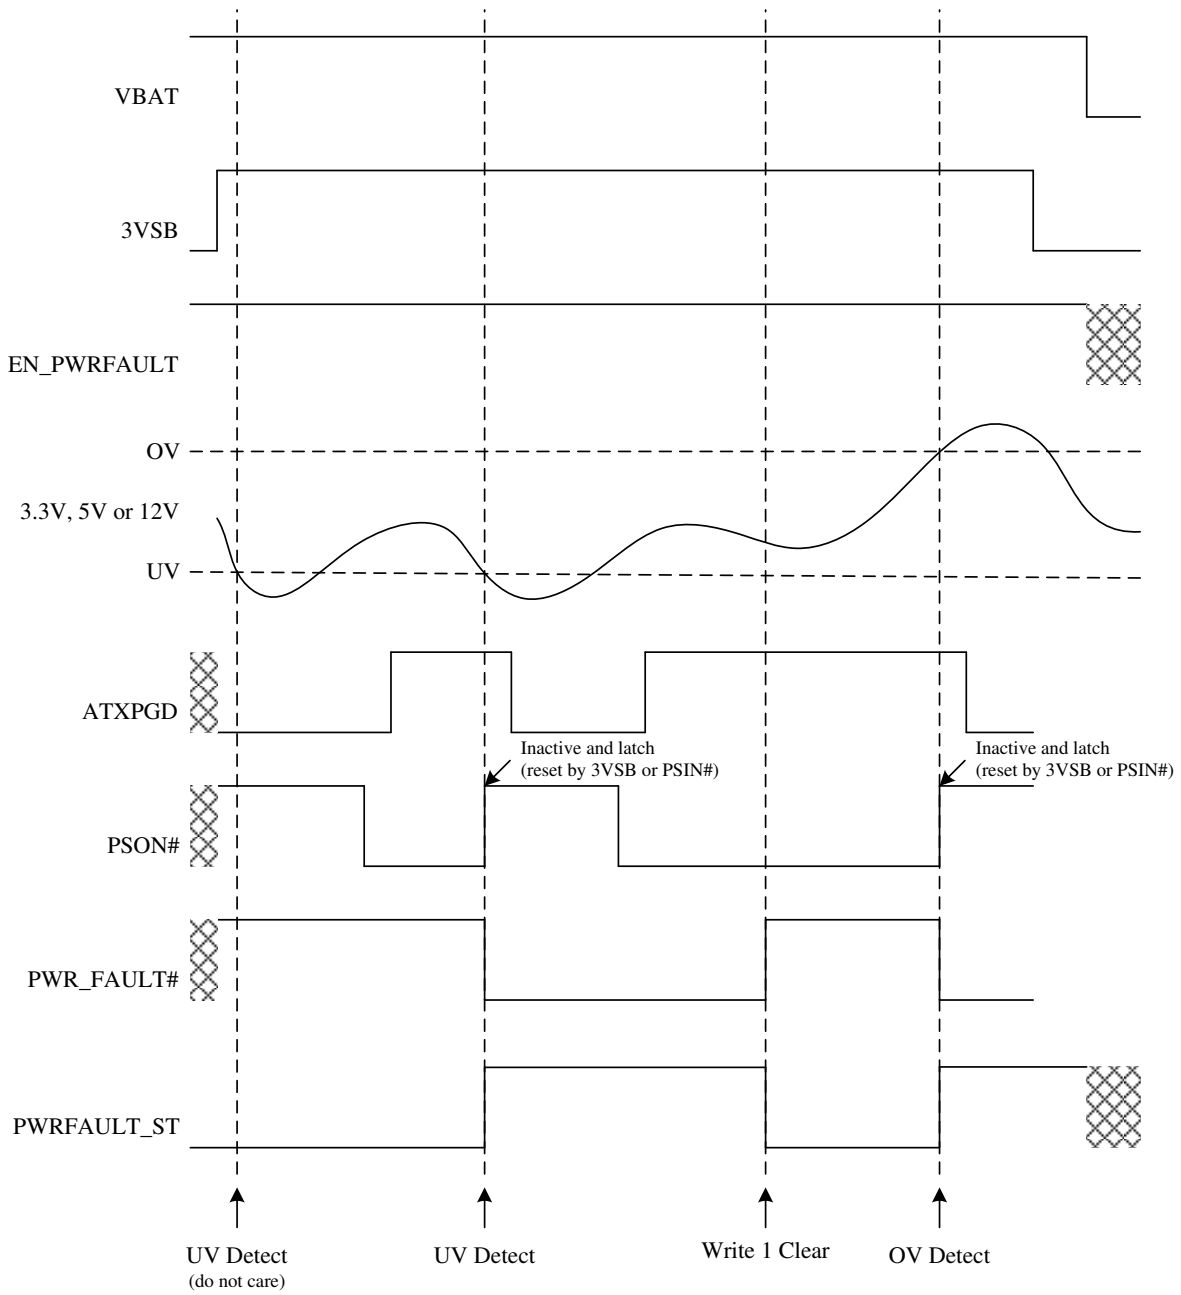 VBAT
3VSB
EN_PWRFAULT
OV
3.3V, 5V or 12V
UV
ATXPGD
Inactive and latch
(reset by 3VSB or PSIN#)
Inactive and latch
(reset by 3VSB or PSIN#)
PSON#
PWR_FAULT#
PWRFAULT_ST
UV Detect
(do not care)
UV Detect
Write 1 Clear
OV Detect